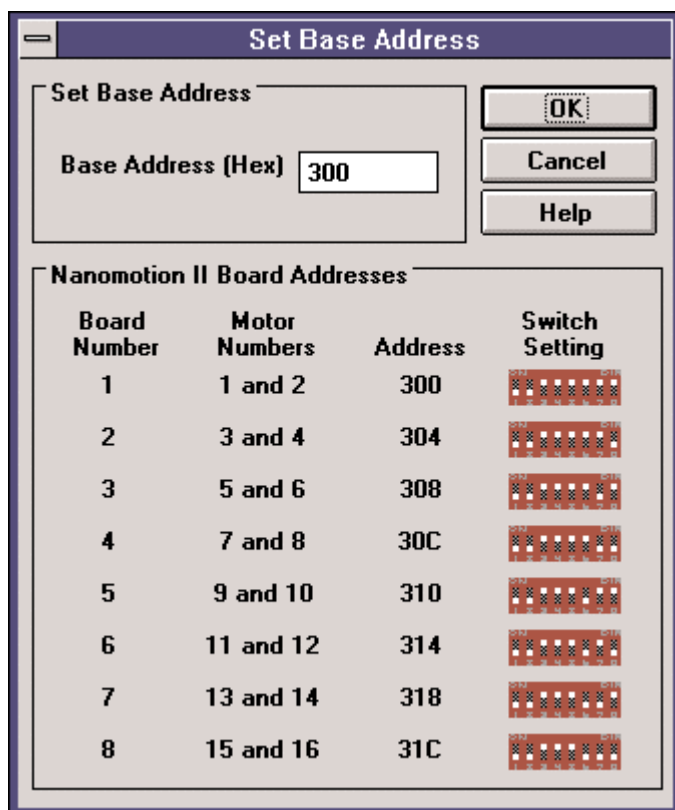 Set Base Address
Set Base Address
Base Address (Hex) 300
OK
Cancel
Help
Nanomotion II Board Addresses
Board Number Motor Numbers Address Switch Setting
1 1 and 2 300
2 3 and 4 304
3 5 and 6 308
4 7 and 8 30C
5 9 and 10 310
6 11 and 12 314
7 13 and 14 318
8 15 and 16 31C